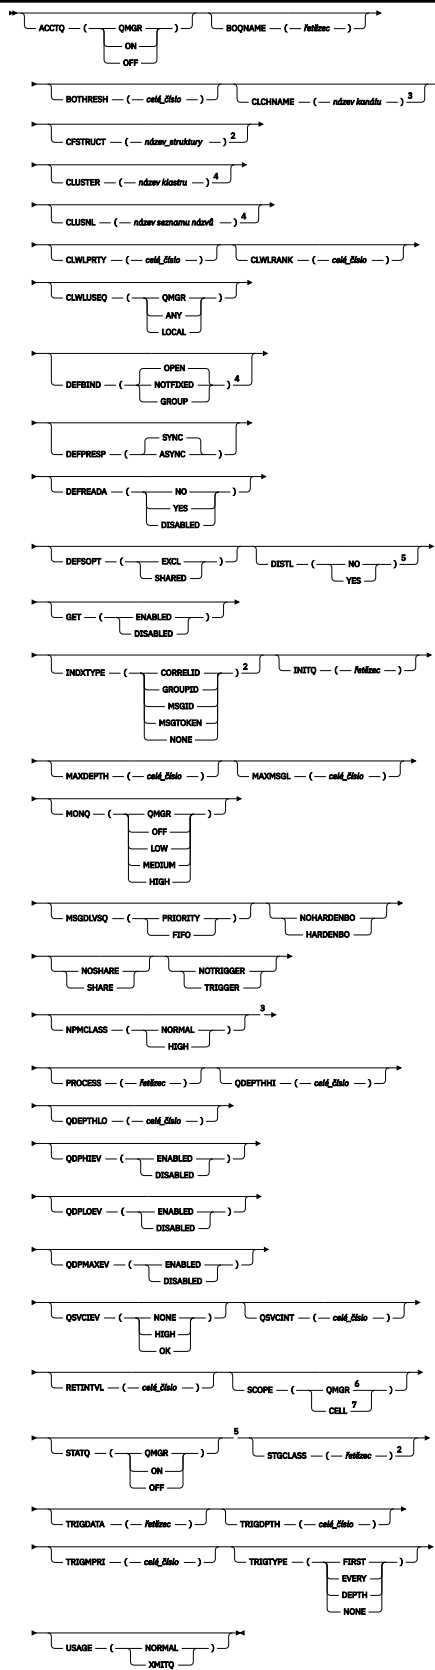 ACCTQ ( QMGR ) BOQNAME ( řetězec )
ON
OFF
BOTHRESH ( celé_číslo ) CLCHNAME ( název kanálu ) 3
CFSTRUCT ( název_struktury ) 2
CLUSTER ( název klastru ) 4
CLUSNL ( název seznamu názvů ) 4
CLWLPRTY ( celé_číslo ) CLWLRANK ( celé_číslo )
CLWLUSEQ ( QMGR )
ANY
LOCAL
OPEN
DEFBIND ( NOTFIXED ) 4
GROUP
SYNC
DEFPRESP ( ASYNC )
DEFREADA ( NO )
YES
DISABLED
DEFSOPT ( EXCL ) DISTL ( NO ) 5
SHARED YES
GET ( ENABLED )
DISABLED
INDXTYPE ( CORRELID ) 2 INITQ ( řetězec )
GROUPID
MSGID
MSGTOKEN
NONE
MAXDEPTH ( celé_číslo ) MAXMSGL ( celé_číslo )
MONQ ( QMGR )
OFF
LOW
MEDIUM
HIGH
MSGDLVSQ ( PRIORITY ) NOHARDENBO
FIFO HARDENBO
NOSHARE NOTRIGGER
SHARE TRIGGER
NPMCLASS ( NORMAL ) 3
HIGH
PROCESS ( řetězec ) QDEPTHHI ( celé_číslo )
QDEPTHLO ( celé_číslo )
QDPHIEV ( ENABLED )
DISABLED
QDPLOEV ( ENABLED )
DISABLED
QDPMAXEV ( ENABLED )
DISABLED
QSVCIEV ( NONE ) QSVCINT ( celé_číslo )
HIGH
OK
RETINTVL ( celé_číslo ) SCOPE ( QMGR 6 )
CELL 7
STATQ ( QMGR ) 5 STGCLASS ( řetězec ) 2
ON
OFF
TRIGDATA ( řetězec ) TRIGDPTH ( celé_číslo )
TRIGMPRI ( celé_číslo ) TRIGTYPE ( FIRST )
EVERY
DEPTH
NONE
USAGE ( NORMAL )
XMITQ